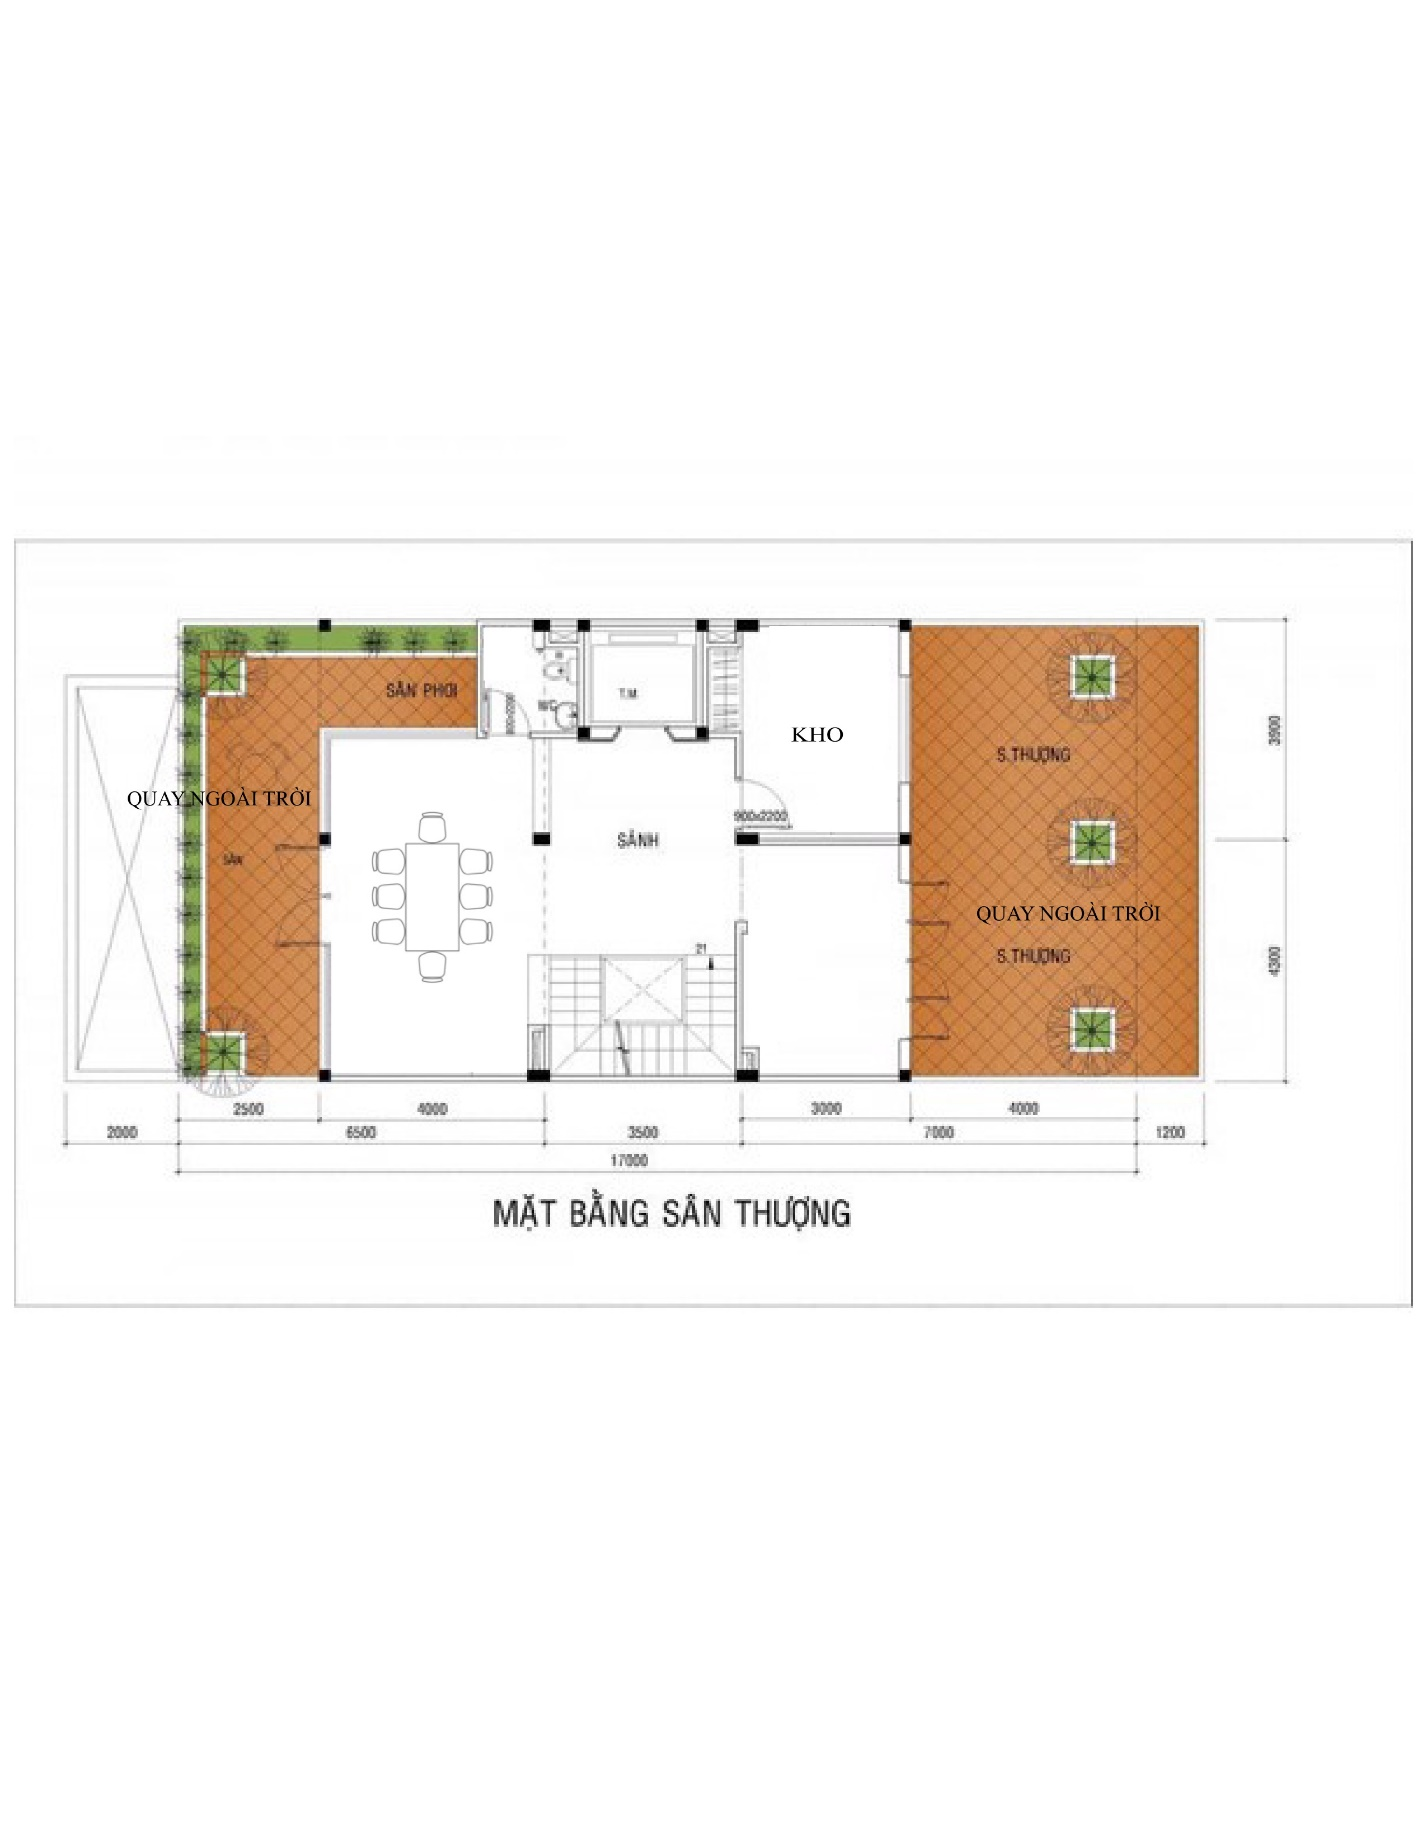 SÂN PHƠI
900x2200
WC
T.M.
KHO
3900
S.THƯỢNG
QUAY NGOÀI TRỜI
900x2200
SẢNH
SÂN
QUAY NGOÀI TRỜI
21
S.THƯỢNG
4300
2500
4000
3000
4000
2000
6500
3500
7000
1200
17000
MẶT BẰNG SÂN THƯỢNG